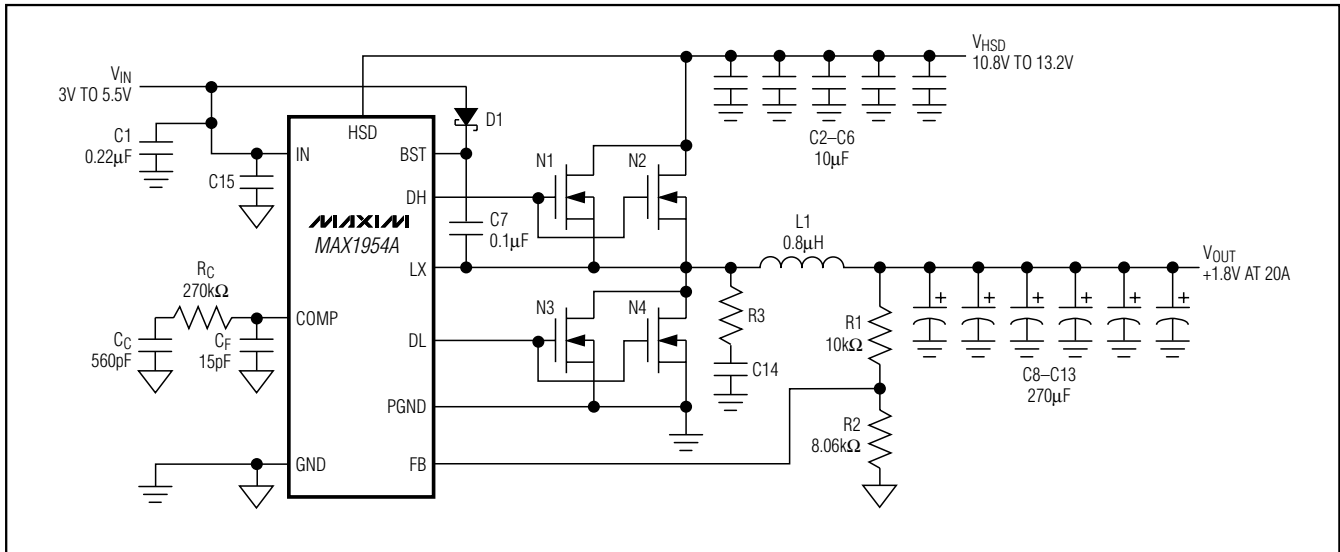 V_HSD
10.8V TO 13.2V
V_IN
3V TO 5.5V
D1
HSD
C1
0.22μF
IN
BST
C2–C6
10μF
C15
N1
N2
DH
MAXIM
MAX1954A
C7
0.1μF
L1
0.8μH
LX
V_OUT
+1.8V AT 20A
R_C
270kΩ
COMP
N3
N4
R3
DL
R1
10kΩ
C_C
560pF
C_F
15pF
C14
C8–C13
270μF
PGND
R2
8.06kΩ
GND
FB
+
+
+
+
+
+